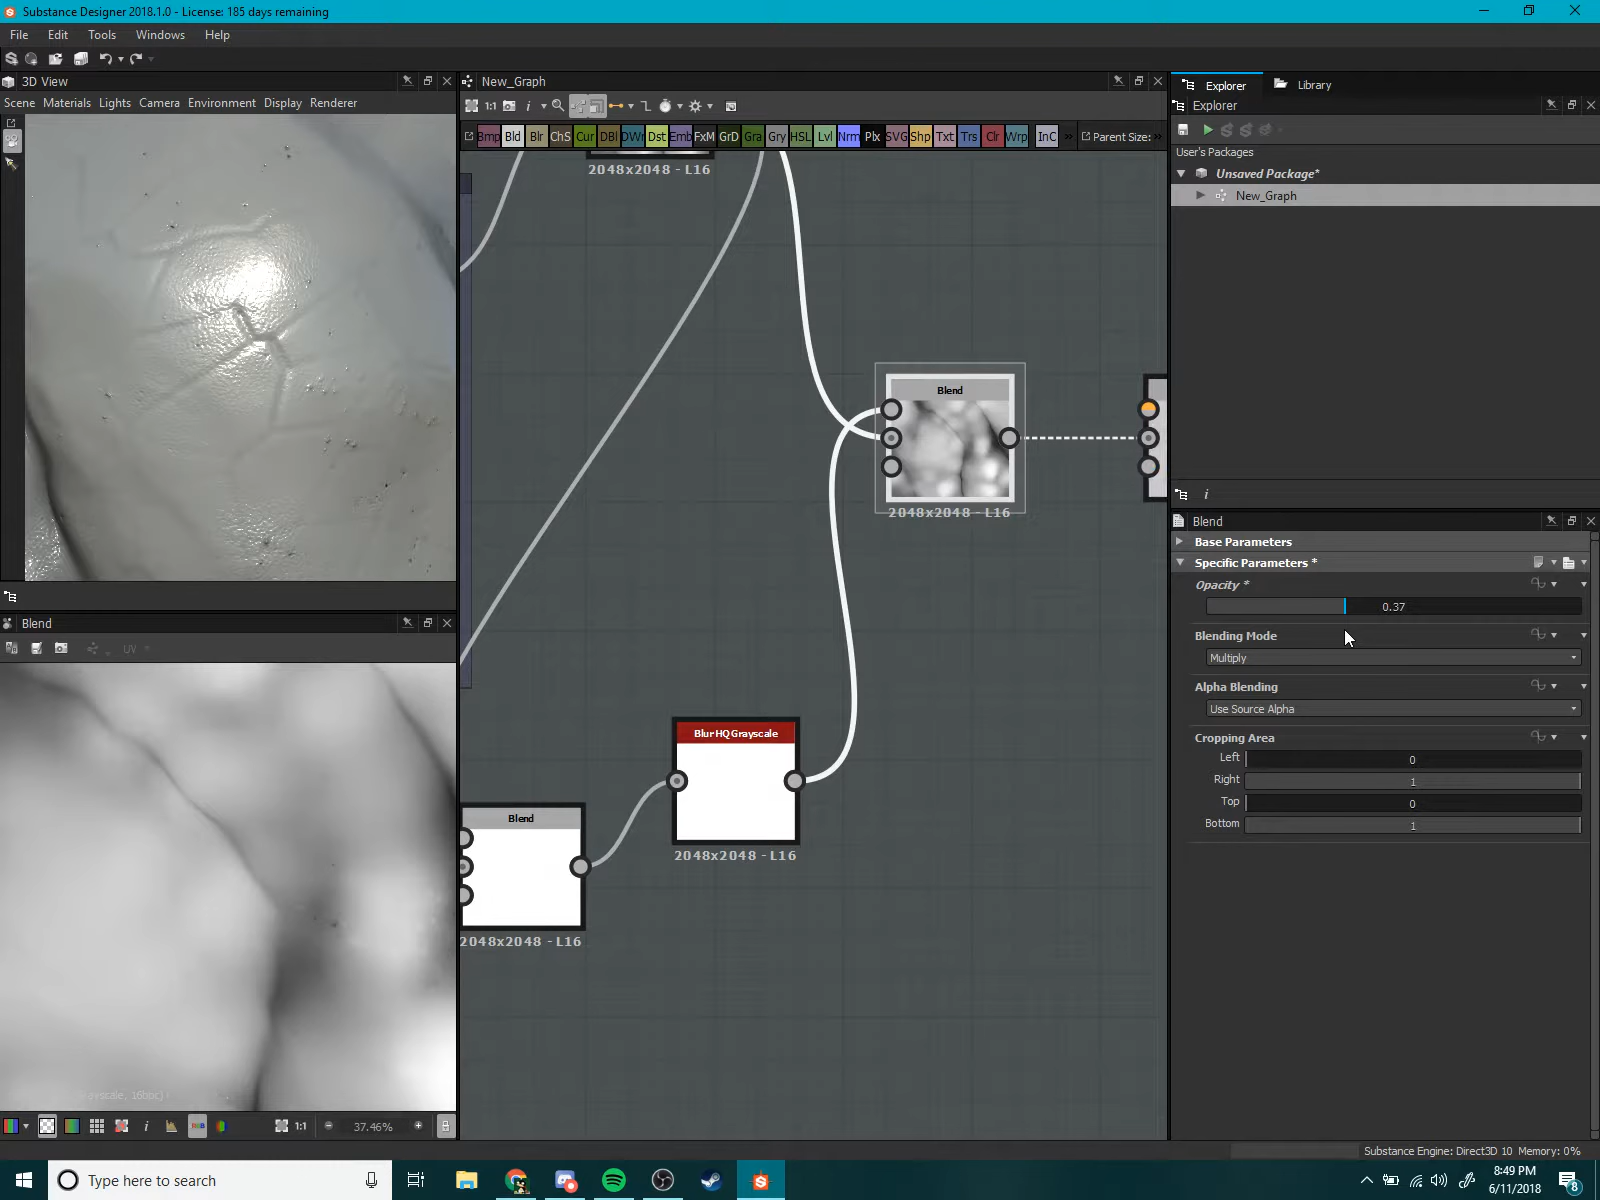 Substance Designer 2018.1.0 - License: 185 days remaining
File Edit Tools Windows Help
3D View
Scene Materials Lights Camera Environment Display Renderer
New_Graph
1:1
Bmp Bld Blr ChS Cur DBl DWr Dst Emb FxM GrD Gra Gry HSL Lvl Nrm Plx SVG Shp Txt Trs Clr Wrp InC » Parent Size: »
2048x2048 - L16
Blend
2048x2048 - L16
Blur HQ Grayscale
2048x2048 - L16
Blend
2048x2048 - L16
Blend
UV
1:1
37.46%
Explorer Library
Explorer
User's Packages
Unsaved Package*
New_Graph
Blend
Base Parameters
Specific Parameters *
Opacity *
0.37
Blending Mode
Multiply
Alpha Blending
Use Source Alpha
Cropping Area
Left 0
Right 1
Top 0
Bottom 1
Substance Engine: Direct3D 10 Memory: 0%
Type here to search
8:49 PM
6/11/2018
8